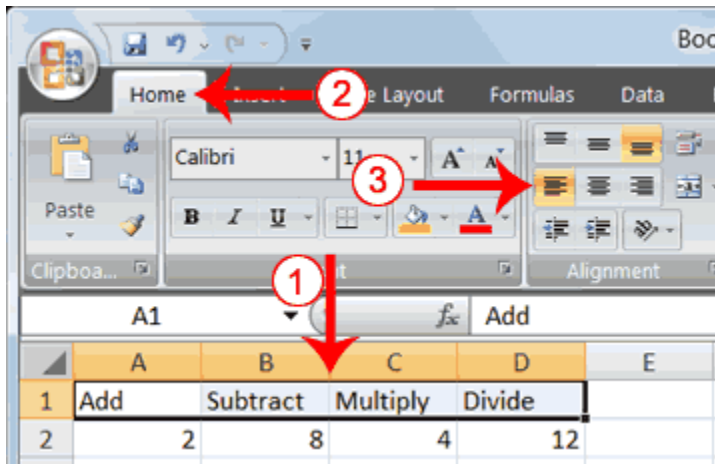 Boo
Home 2 e Layout Formulas Data
Calibri 11 A A
3
Paste B I U A
Clipboa... Alignment
1
A1 fx Add
A B C D E
1 Add Subtract Multiply Divide
2 2 8 4 12